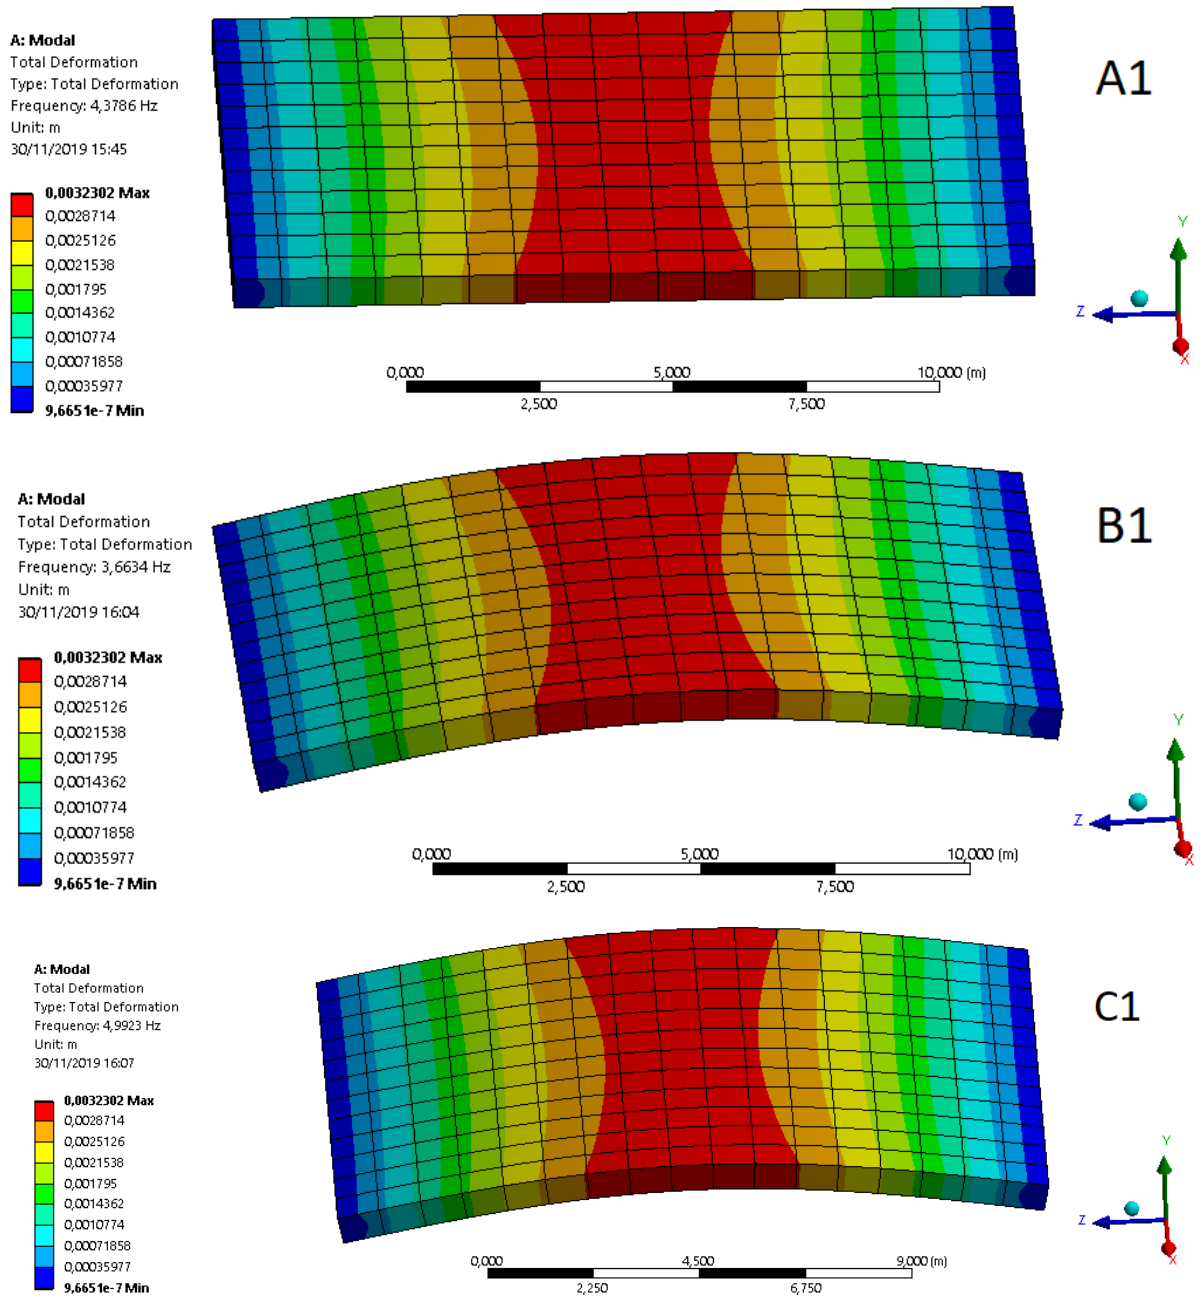 A: Modal
Total Deformation
Type: Total Deformation
Frequency: 4,3786 Hz
Unit: m
30/11/2019 15:45
0,0032302 Max
0,0028714
0,0025126
0,0021538
0,001795
0,0014362
0,0010774
0,00071858
0,00035977
9,6651e-7 Min
A1
Y
Z
X
0,000 5,000 10,000 (m)
2,500 7,500
A: Modal
Total Deformation
Type: Total Deformation
Frequency: 3,6634 Hz
Unit: m
30/11/2019 16:04
0,0032302 Max
0,0028714
0,0025126
0,0021538
0,001795
0,0014362
0,0010774
0,00071858
0,00035977
9,6651e-7 Min
B1
Y
Z
X
0,000 5,000 10,000 (m)
2,500 7,500
A: Modal
Total Deformation
Type: Total Deformation
Frequency: 4,9923 Hz
Unit: m
30/11/2019 16:07
0,0032302 Max
0,0028714
0,0025126
0,0021538
0,001795
0,0014362
0,0010774
0,00071858
0,00035977
9,6651e-7 Min
C1
Y
Z
X
0,000 4,500 9,000 (m)
2,250 6,750